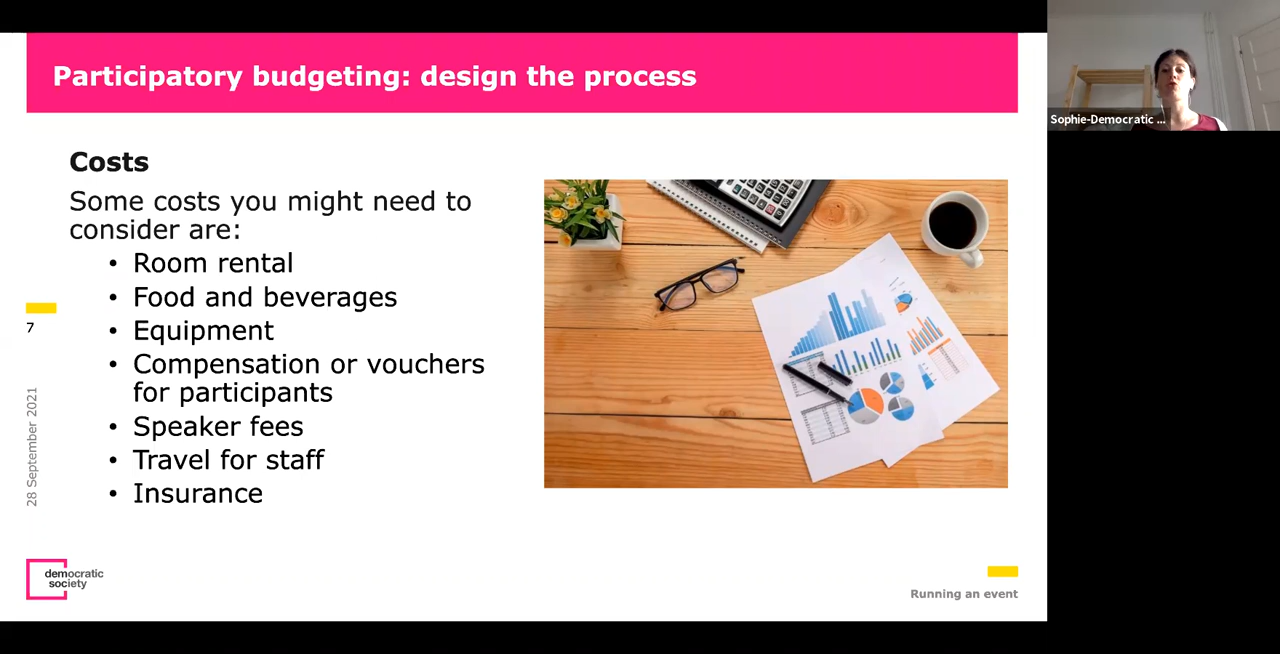 Participatory budgeting: design the process
Sophie-Democratic ...
Costs
Some costs you might need to
consider are:
• Room rental
• Food and beverages
• Equipment
• Compensation or vouchers
for participants
• Speaker fees
• Travel for staff
• Insurance
7
28 September 2021
democratic
society
Running an event